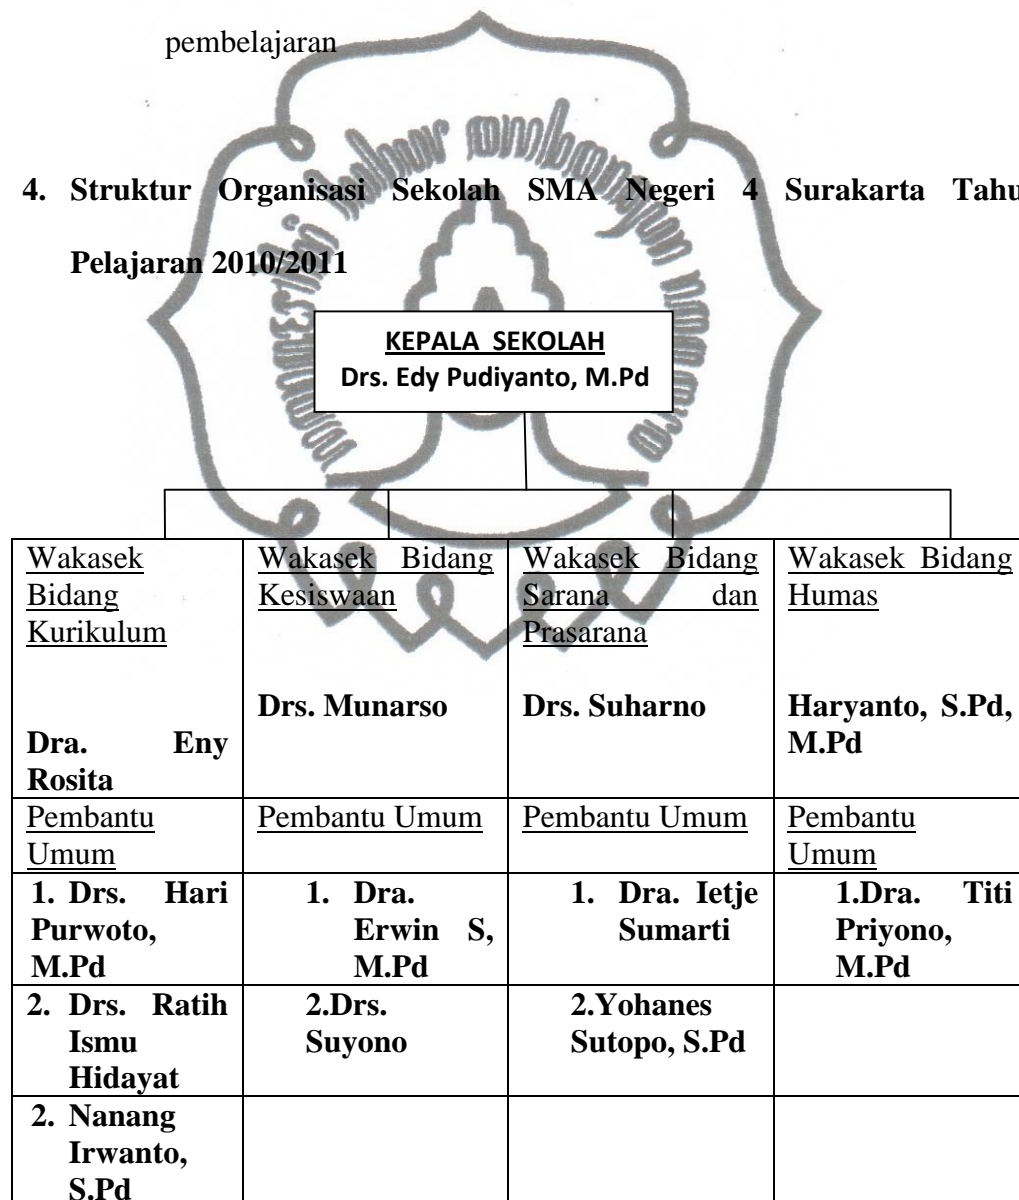 pembelajaran
4. Struktur Organisasi Sekolah SMA Negeri 4 Surakarta Tahu
Pelajaran 2010/2011
KEPALA SEKOLAH
Drs. Edy Pudiyanto, M.Pd
Wakasek
Bidang
Kurikulum
Dra. Eny
Rosita
Wakasek Bidang
Kesiswaan
Drs. Munarso
Wakasek Bidang
Sarana dan
Prasarana
Drs. Suharno
Wakasek Bidang
Humas
Haryanto, S.Pd,
M.Pd
Pembantu
Umum
Pembantu Umum
Pembantu Umum
Pembantu
Umum
1. Drs. Hari
Purwoto,
M.Pd
1. Dra.
Erwin S,
M.Pd
1. Dra. Ietje
Sumarti
1.Dra. Titi
Priyono,
M.Pd
2. Drs. Ratih
Ismu
Hidayat
2.Drs.
Suyono
2.Yohanes
Sutopo, S.Pd
2. Nanang
Irwanto,
S.Pd